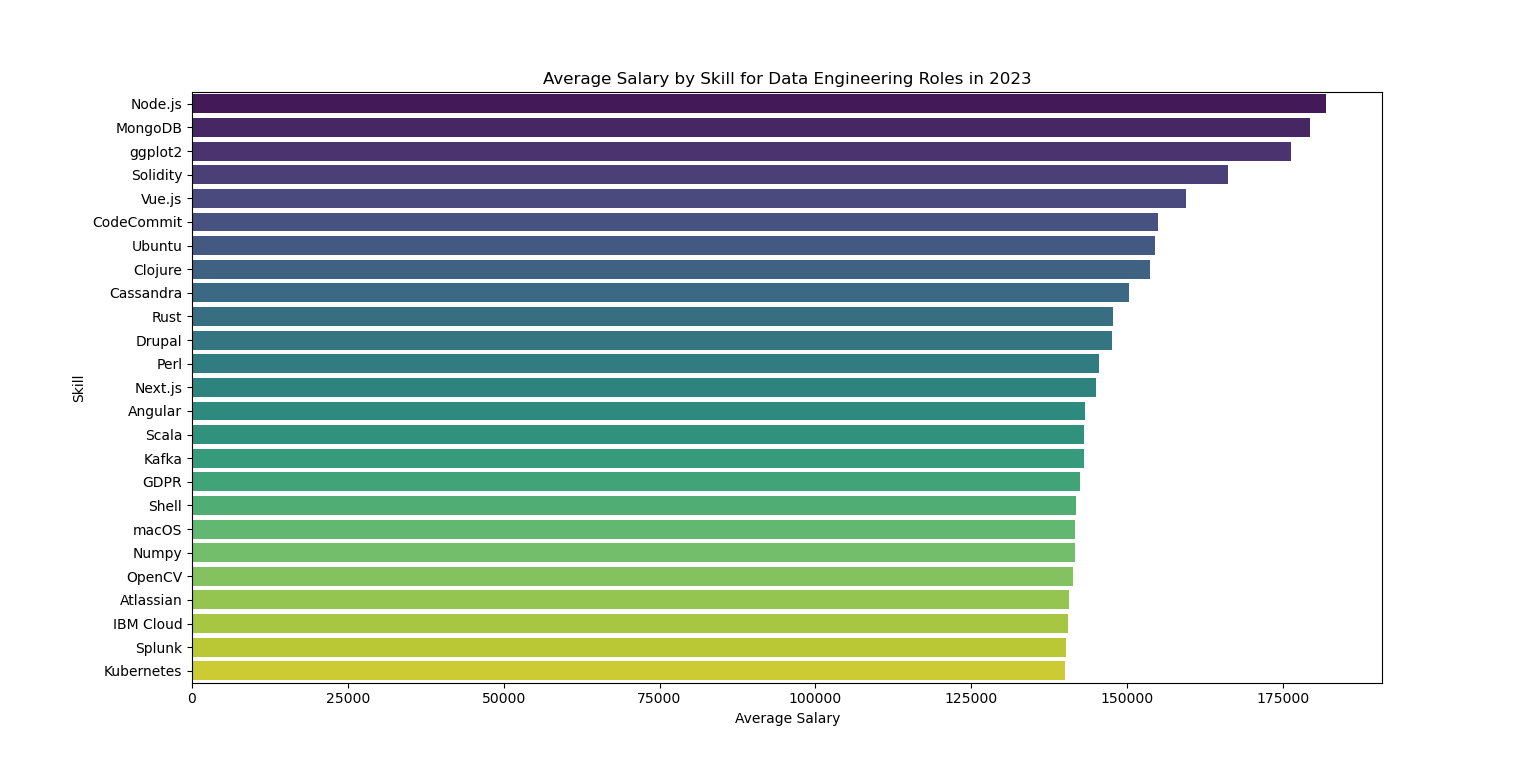 Average Salary by Skill for Data Engineering Roles in 2023
Skill
Node.js
MongoDB
ggplot2
Solidity
Vue.js
CodeCommit
Ubuntu
Clojure
Cassandra
Rust
Drupal
Perl
Next.js
Angular
Scala
Kafka
GDPR
Shell
macOS
Numpy
OpenCV
Atlassian
IBM Cloud
Splunk
Kubernetes
0 25000 50000 75000 100000 125000 150000 175000
Average Salary